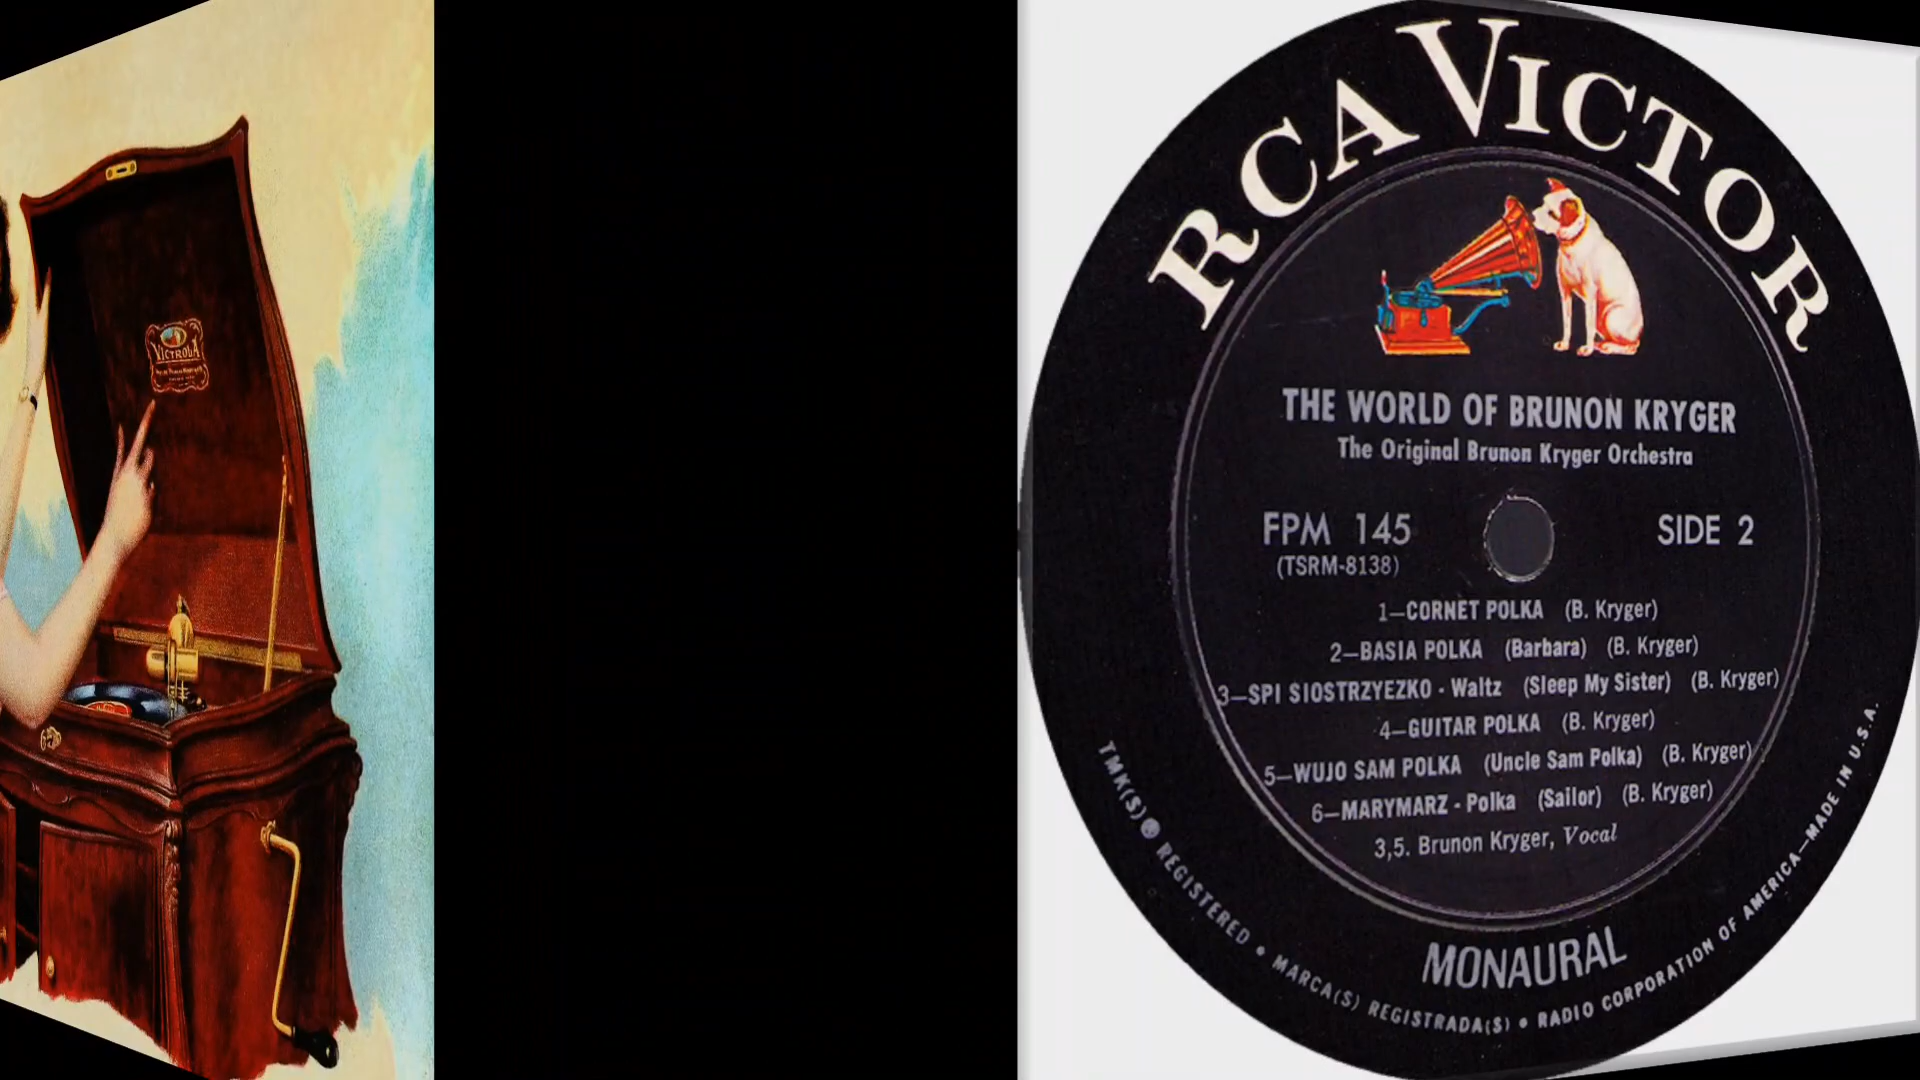 VICTROLA
RCA VICTOR
THE WORLD OF BRUNON KRYGER
The Original Brunon Kryger Orchestra
FPM 145
SIDE 2
(TSRM-8138)
1—CORNET POLKA (B. Kryger)
2—BASIA POLKA (Barbara) (B. Kryger)
3—SPI SIOSTRZYEZKO - Waltz (Sleep My Sister) (B. Kryger)
4—GUITAR POLKA (B. Kryger)
5—WUJO SAM POLKA (Uncle Sam Polka) (B. Kryger)
6—MARYMARZ - Polka (Sailor) (B. Kryger)
3,5. Brunon Kryger, Vocal
MONAURAL
TMK(S) ® REGISTERED • MARCA(S) REGISTRADA(S) • RADIO CORPORATION OF AMERICA—MADE IN U.S.A.